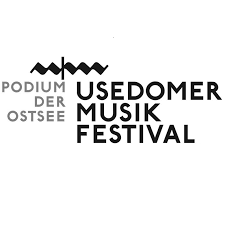 PODIUM
DER
OSTSEE
USEDOMER
MUSIK
FESTIVAL